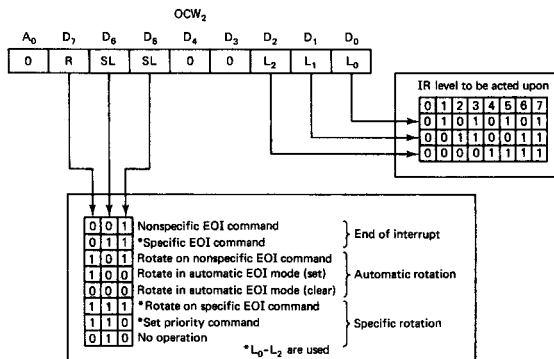 OCW₂
A₀ D₇ D₆ D₅ D₄ D₃ D₂ D₁ D₀
0 R SL SL 0 0 L₂ L₁ L₀
IR level to be acted upon
0 1 2 3 4 5 6 7
0 1 0 1 0 1 0 1
0 0 1 1 0 0 1 1
0 0 0 0 1 1 1 1
0 0 1 Nonspecific EOI command
0 1 1 *Specific EOI command
End of interrupt
1 0 1 Rotate on nonspecific EOI command
1 0 0 Rotate in automatic EOI mode (set)
0 0 0 Rotate in automatic EOI mode (clear)
Automatic rotation
1 1 1 *Rotate on specific EOI command
1 1 0 *Set priority command
0 1 0 No operation
Specific rotation
*L₀-L₂ are used